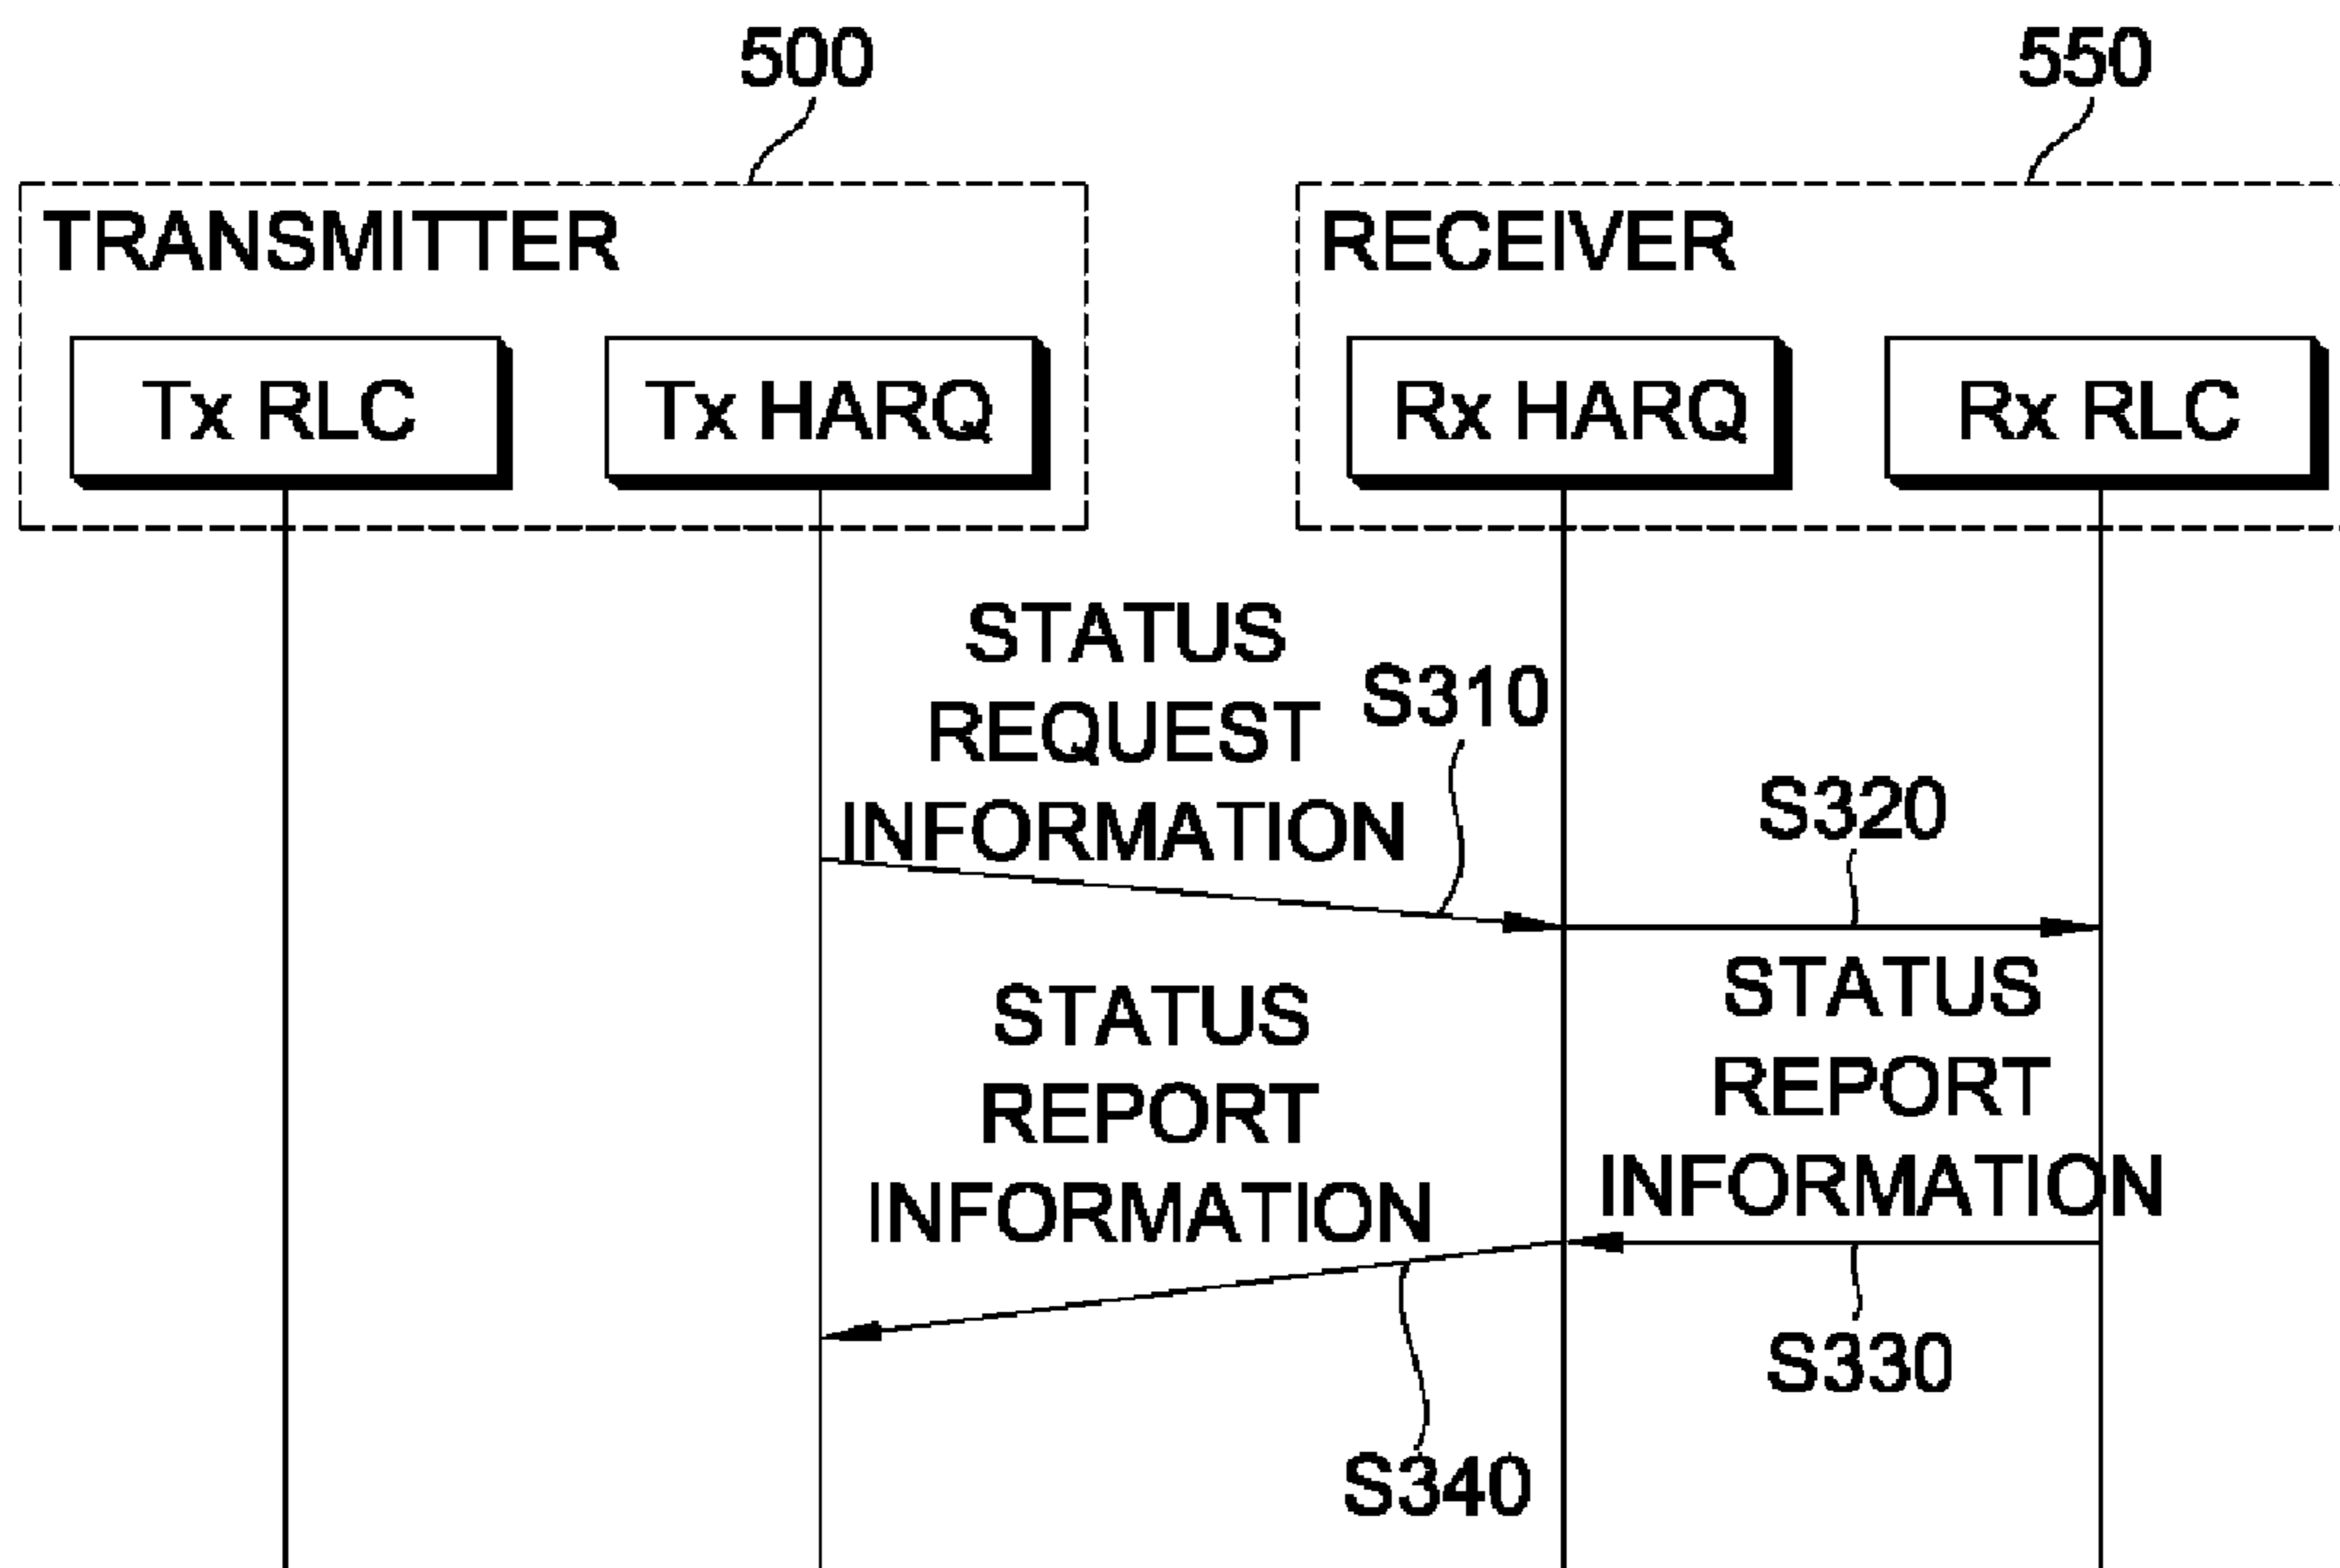 500
550
TRANSMITTER
RECEIVER
Tx RLC
Tx HARQ
Rx HARQ
Rx RLC
STATUS
REQUEST
INFORMATION
S310
S320
STATUS
REPORT
INFORMATION
STATUS
REPORT
INFORMATION
S330
S340